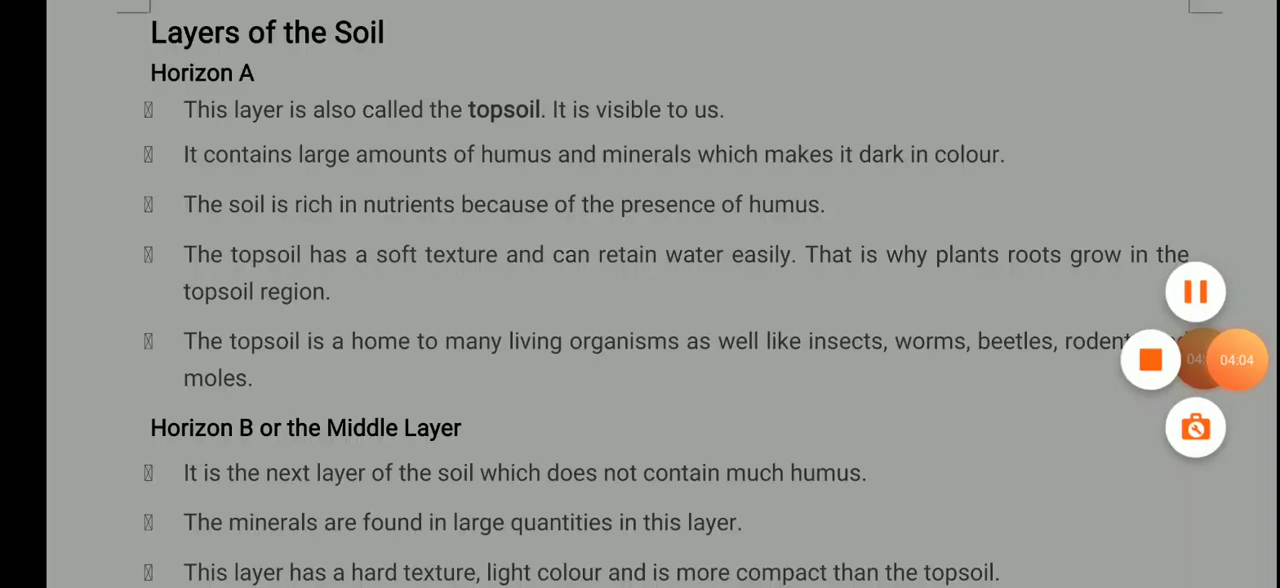 Layers of the Soil
Horizon A
This layer is also called the topsoil. It is visible to us.
It contains large amounts of humus and minerals which makes it dark in colour.
The soil is rich in nutrients because of the presence of humus.
The topsoil has a soft texture and can retain water easily. That is why plants roots grow in the
topsoil region.
The topsoil is a home to many living organisms as well like insects, worms, beetles,
moles.
04:04
Horizon B or the Middle Layer
It is the next layer of the soil which does not contain much humus.
The minerals are found in large quantities in this layer.
This layer has a hard texture, light colour and is more compact than the topsoil.